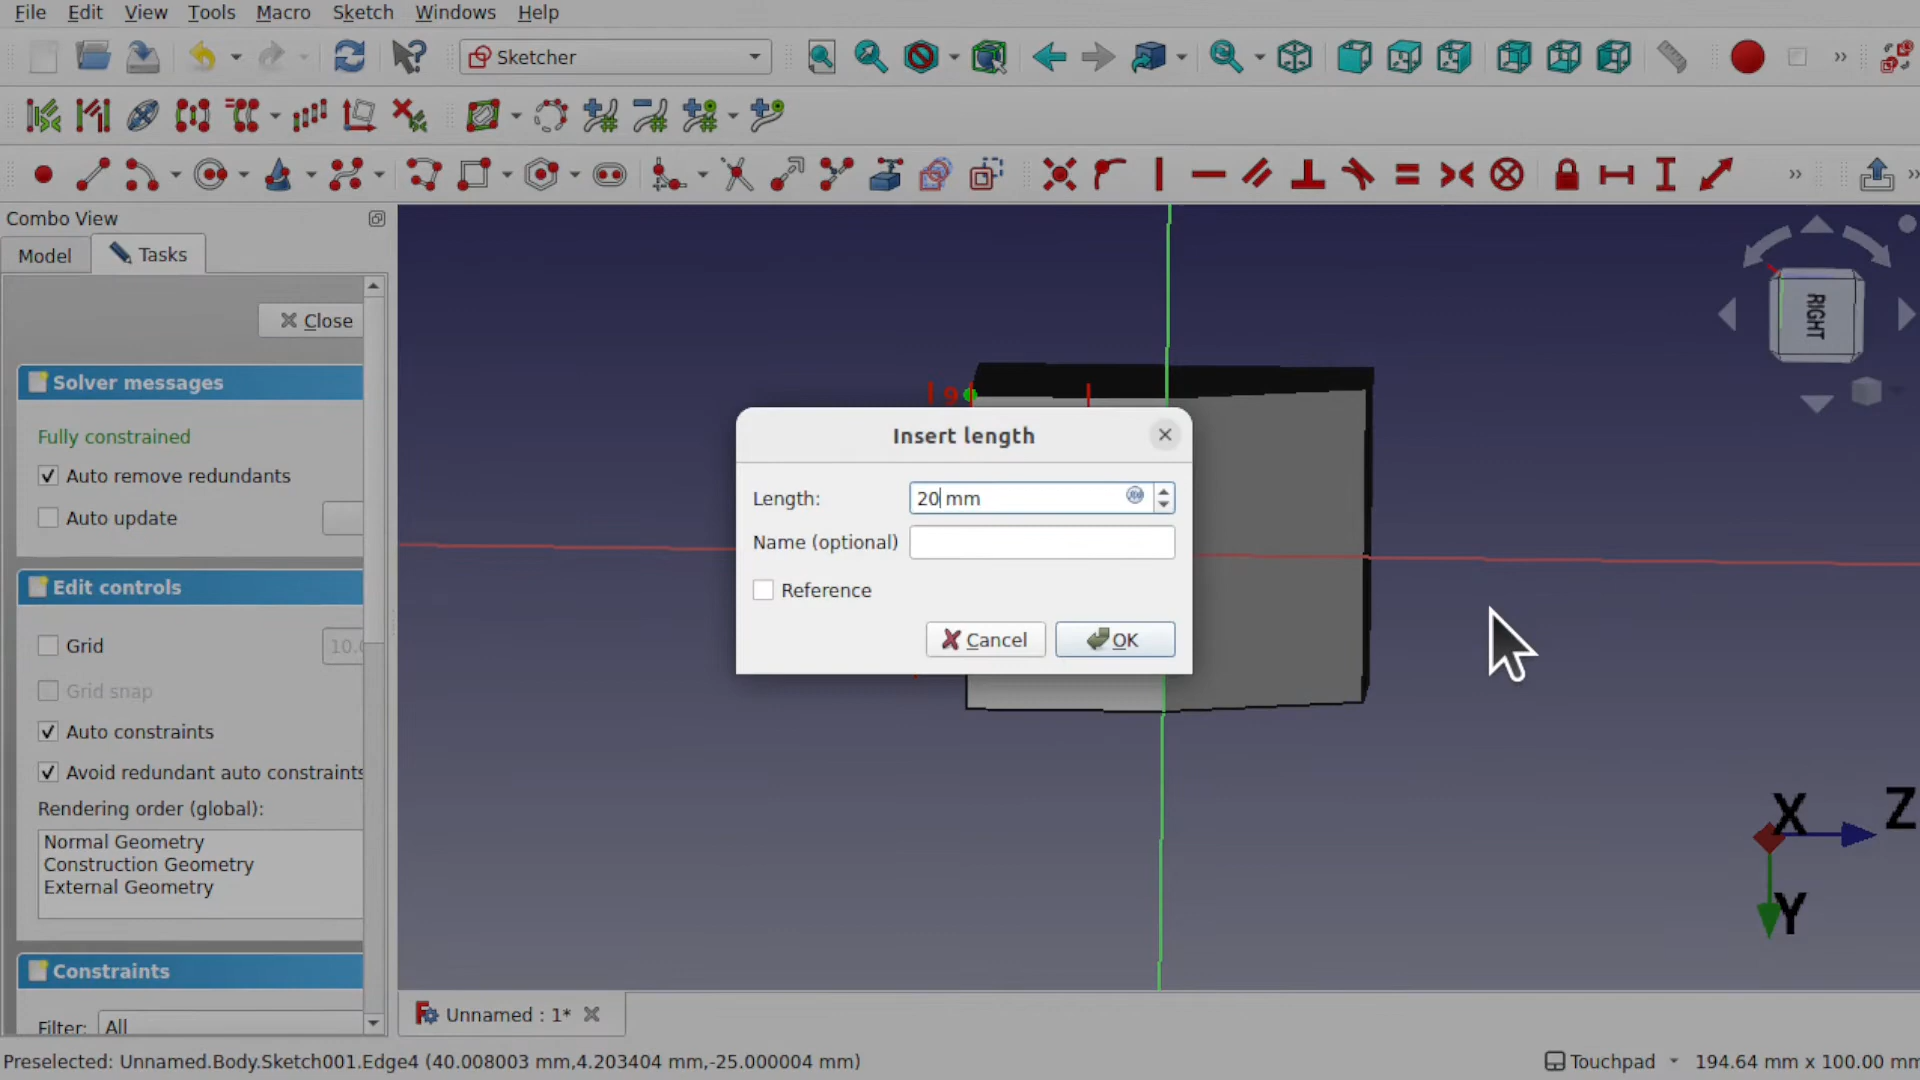 File Edit View Tools Macro Sketch Windows Help
Sketcher
Combo View
Model
Tasks
Close
Solver messages
Fully constrained
Auto remove redundants
Auto update
Edit controls
Grid
10.
Grid snap
Auto constraints
Avoid redundant auto constraints
Rendering order (global):
Normal Geometry
Construction Geometry
External Geometry
Constraints
Filter: All
9
Insert length
Length: 20 mm
Name (optional)
Reference
Cancel
OK
RIGHT
X
Z
Y
Unnamed : 1*
Preselected: Unnamed.Body.Sketch001.Edge4 (40.008003 mm,4.203404 mm,-25.000004 mm)
Touchpad
194.64 mm x 100.00 mm